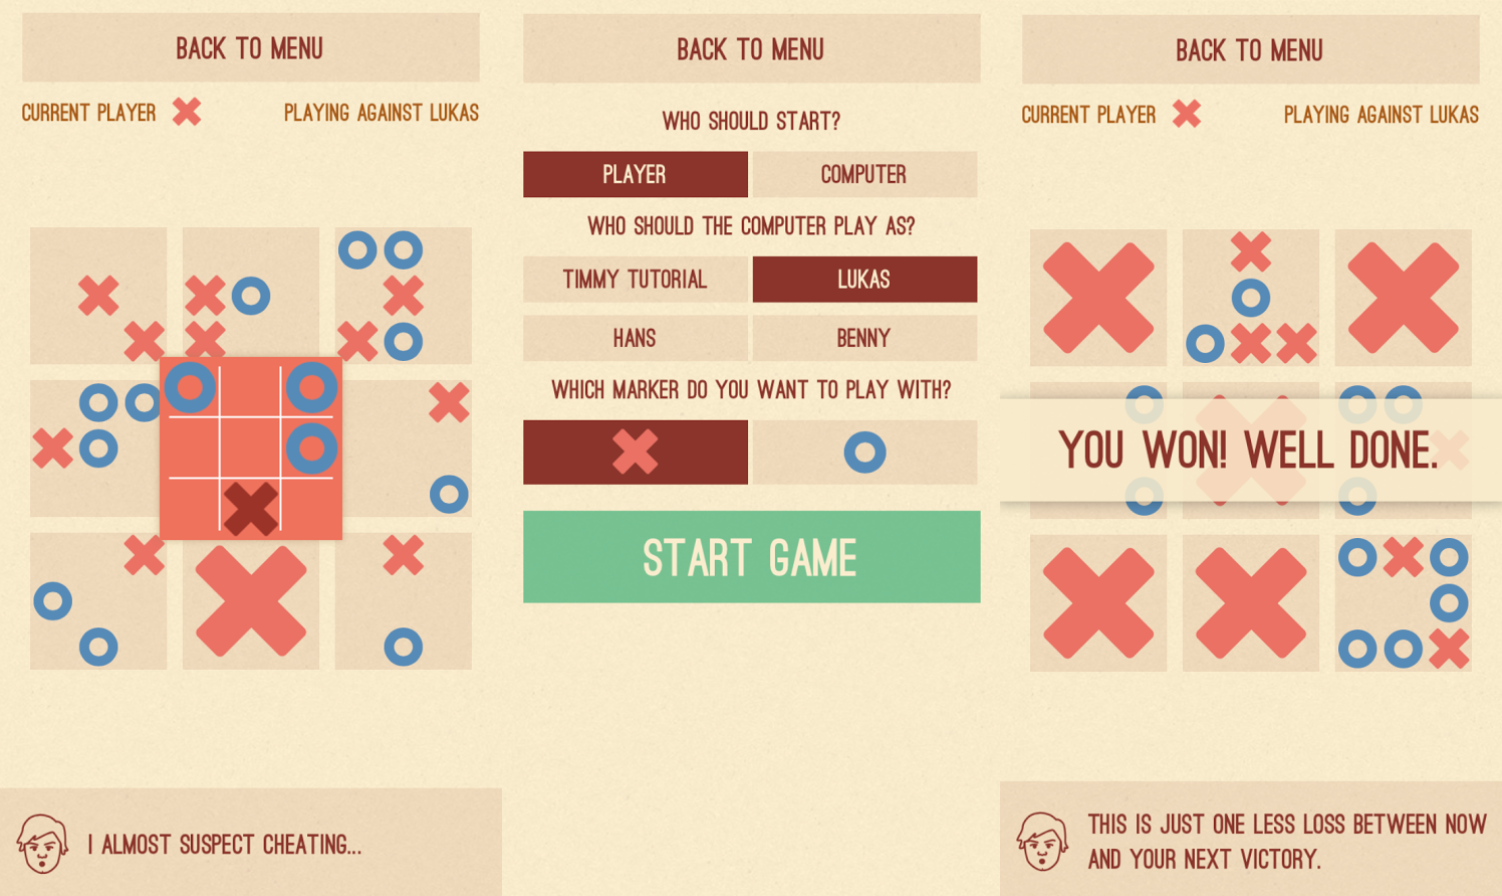 BACK TO MENU
CURRENT PLAYER
PLAYING AGAINST LUKAS
I ALMOST SUSPECT CHEATING...
BACK TO MENU
WHO SHOULD START?
PLAYER
COMPUTER
WHO SHOULD THE COMPUTER PLAY AS?
TIMMY TUTORIAL
LUKAS
HANS
BENNY
WHICH MARKER DO YOU WANT TO PLAY WITH?
START GAME
BACK TO MENU
CURRENT PLAYER
PLAYING AGAINST LUKAS
YOU WON! WELL DONE.
THIS IS JUST ONE LESS LOSS BETWEEN NOW
AND YOUR NEXT VICTORY.